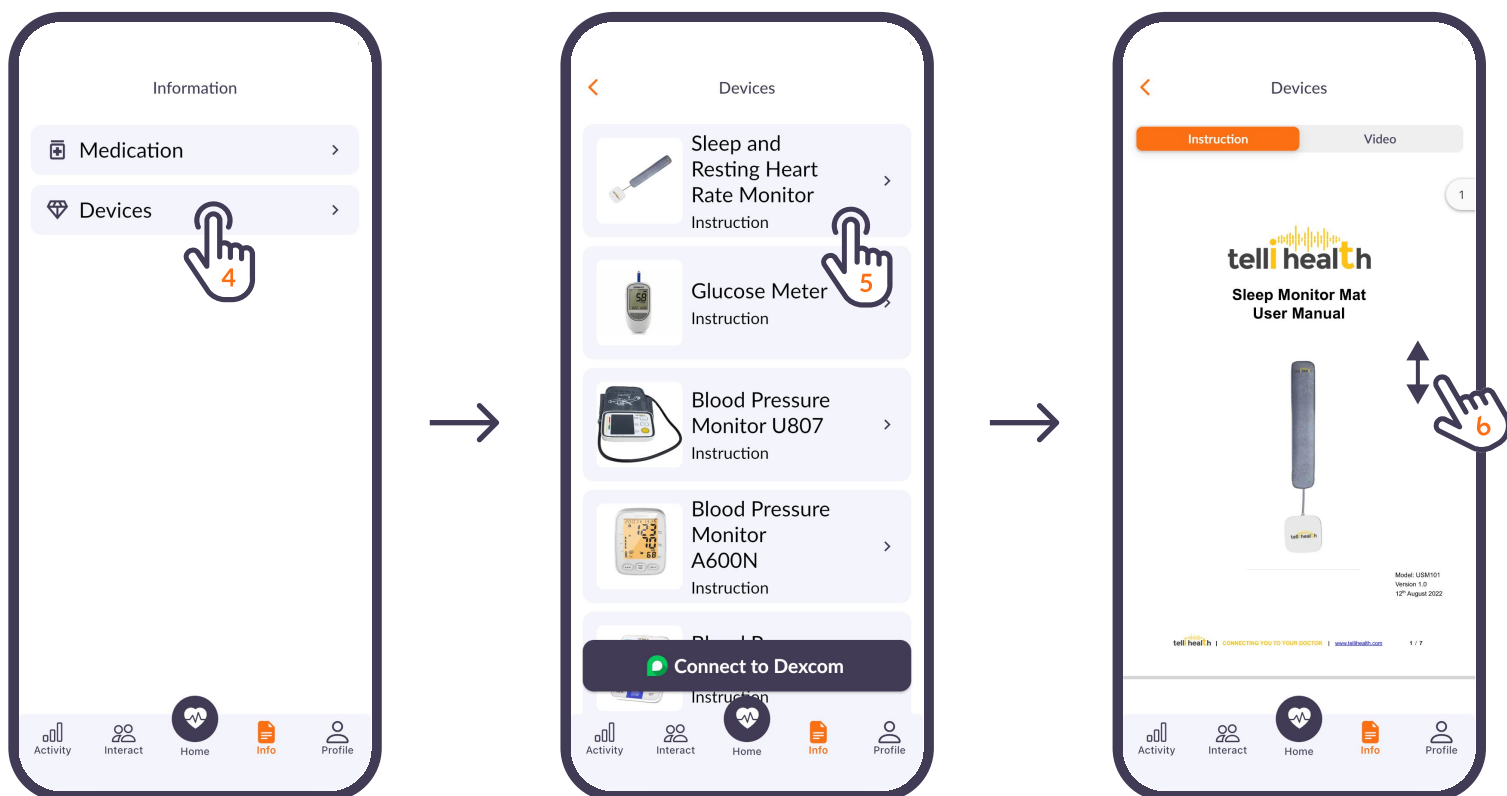 Information
Medication
Devices
4
Activity
Interact
Home
Info
Profile
Devices
Sleep and
Resting Heart
Rate Monitor
Instruction
5
Glucose Meter
Instruction
Blood Pressure
Monitor U807
Instruction
Blood Pressure
Monitor
A600N
Instruction
Connect to Dexcom
Instruction
Activity
Interact
Home
Info
Profile
Devices
Instruction
Video
1
telli health
Sleep Monitor Mat
User Manual
6
telli health
Model: USM101
Version 1.0
12th August 2022
telli health | CONNECTING YOU TO YOUR DOCTOR | www.tellihealth.com 1 / 7
Activity
Interact
Home
Info
Profile